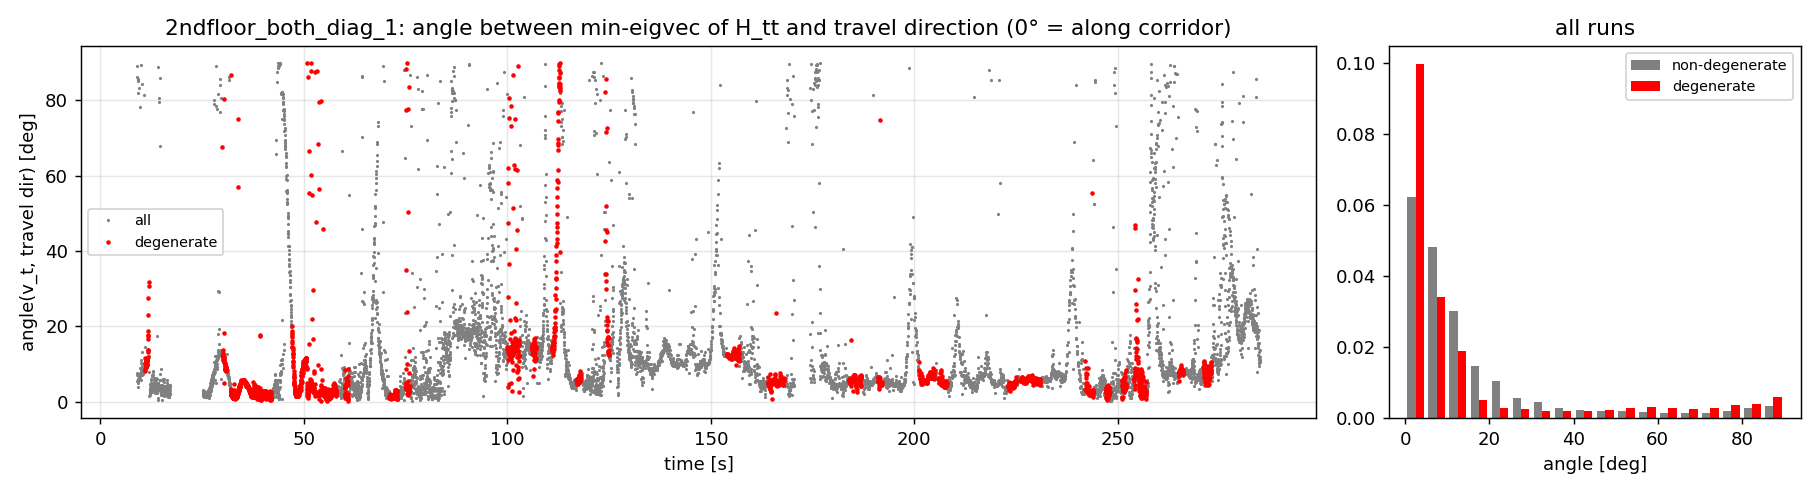 2ndfloor_both_diag_1: angle between min-eigvec of H_tt and travel direction (0° = along corridor)
angle(v_t, travel dir) [deg]
80
60
40
20
0
all
degenerate
0
50
100
150
200
250
time [s]
all runs
0.10
0.08
0.06
0.04
0.02
0.00
non-degenerate
degenerate
0
20
40
60
80
angle [deg]